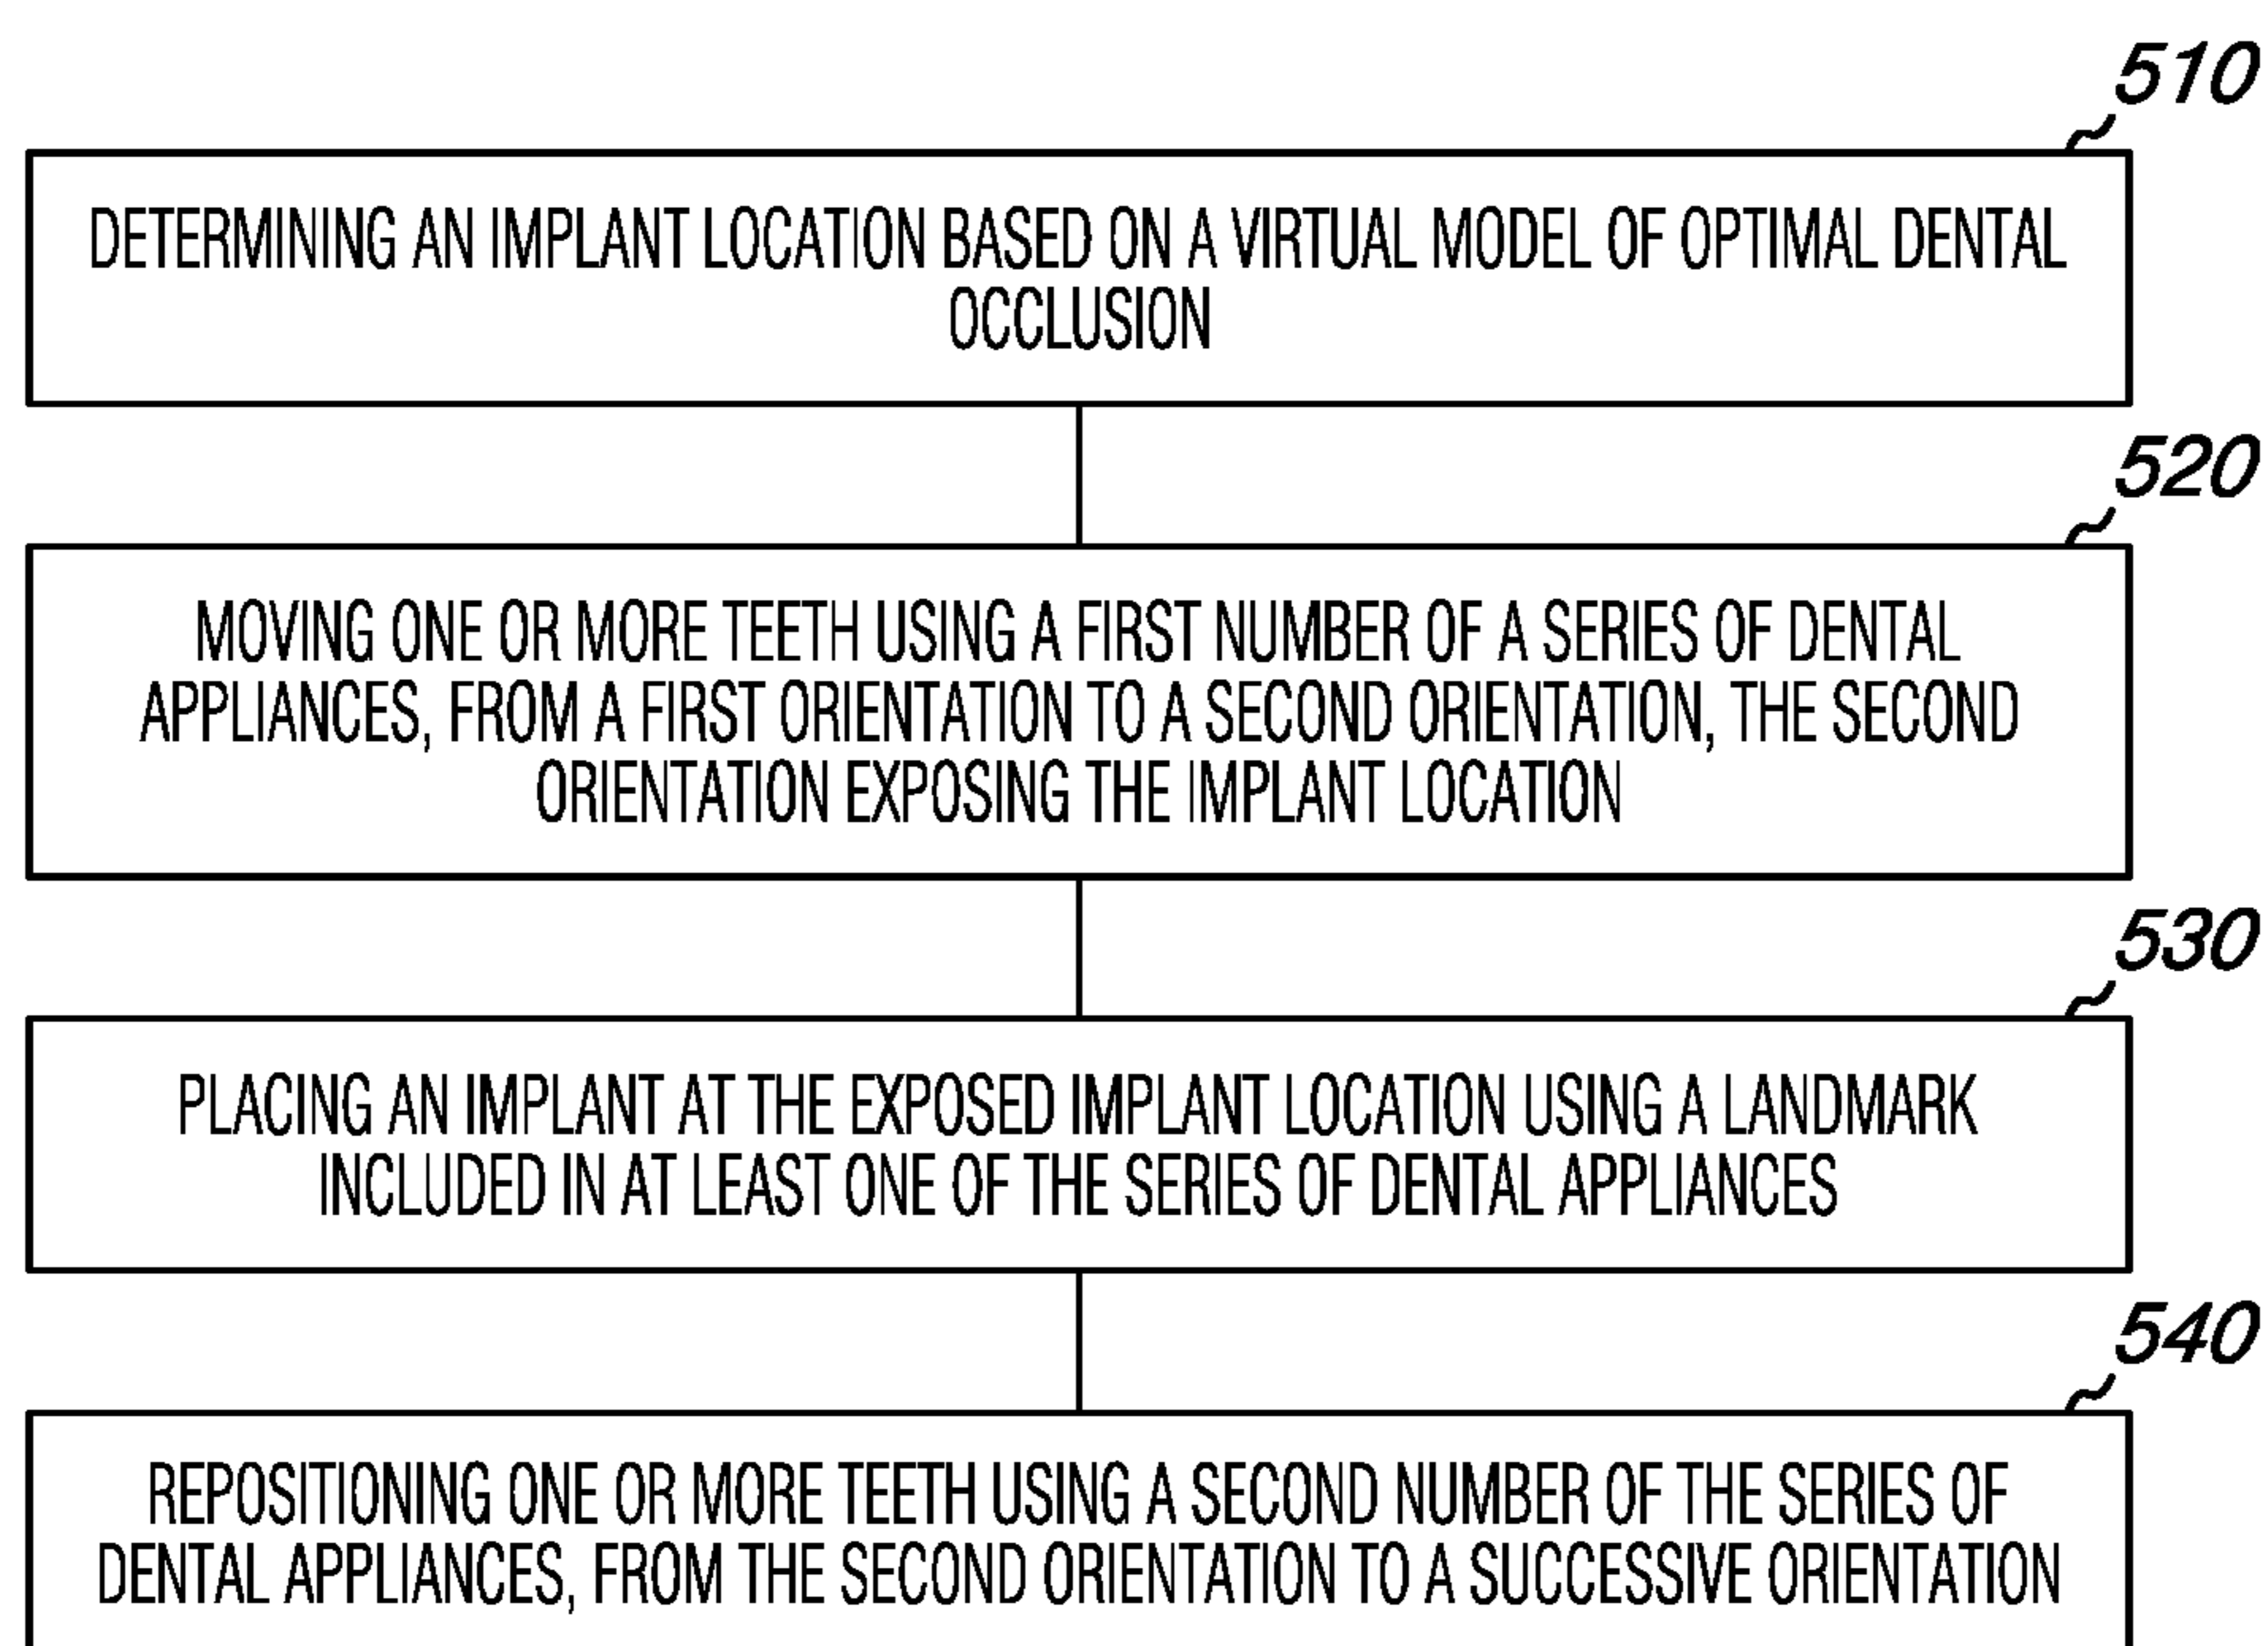 510
DETERMINING AN IMPLANT LOCATION BASED ON A VIRTUAL MODEL OF OPTIMAL DENTAL
OCCLUSION
520
MOVING ONE OR MORE TEETH USING A FIRST NUMBER OF A SERIES OF DENTAL
APPLIANCES, FROM A FIRST ORIENTATION TO A SECOND ORIENTATION, THE SECOND
ORIENTATION EXPOSING THE IMPLANT LOCATION
530
PLACING AN IMPLANT AT THE EXPOSED IMPLANT LOCATION USING A LANDMARK
INCLUDED IN AT LEAST ONE OF THE SERIES OF DENTAL APPLIANCES
540
REPOSITIONING ONE OR MORE TEETH USING A SECOND NUMBER OF THE SERIES OF
DENTAL APPLIANCES, FROM THE SECOND ORIENTATION TO A SUCCESSIVE ORIENTATION